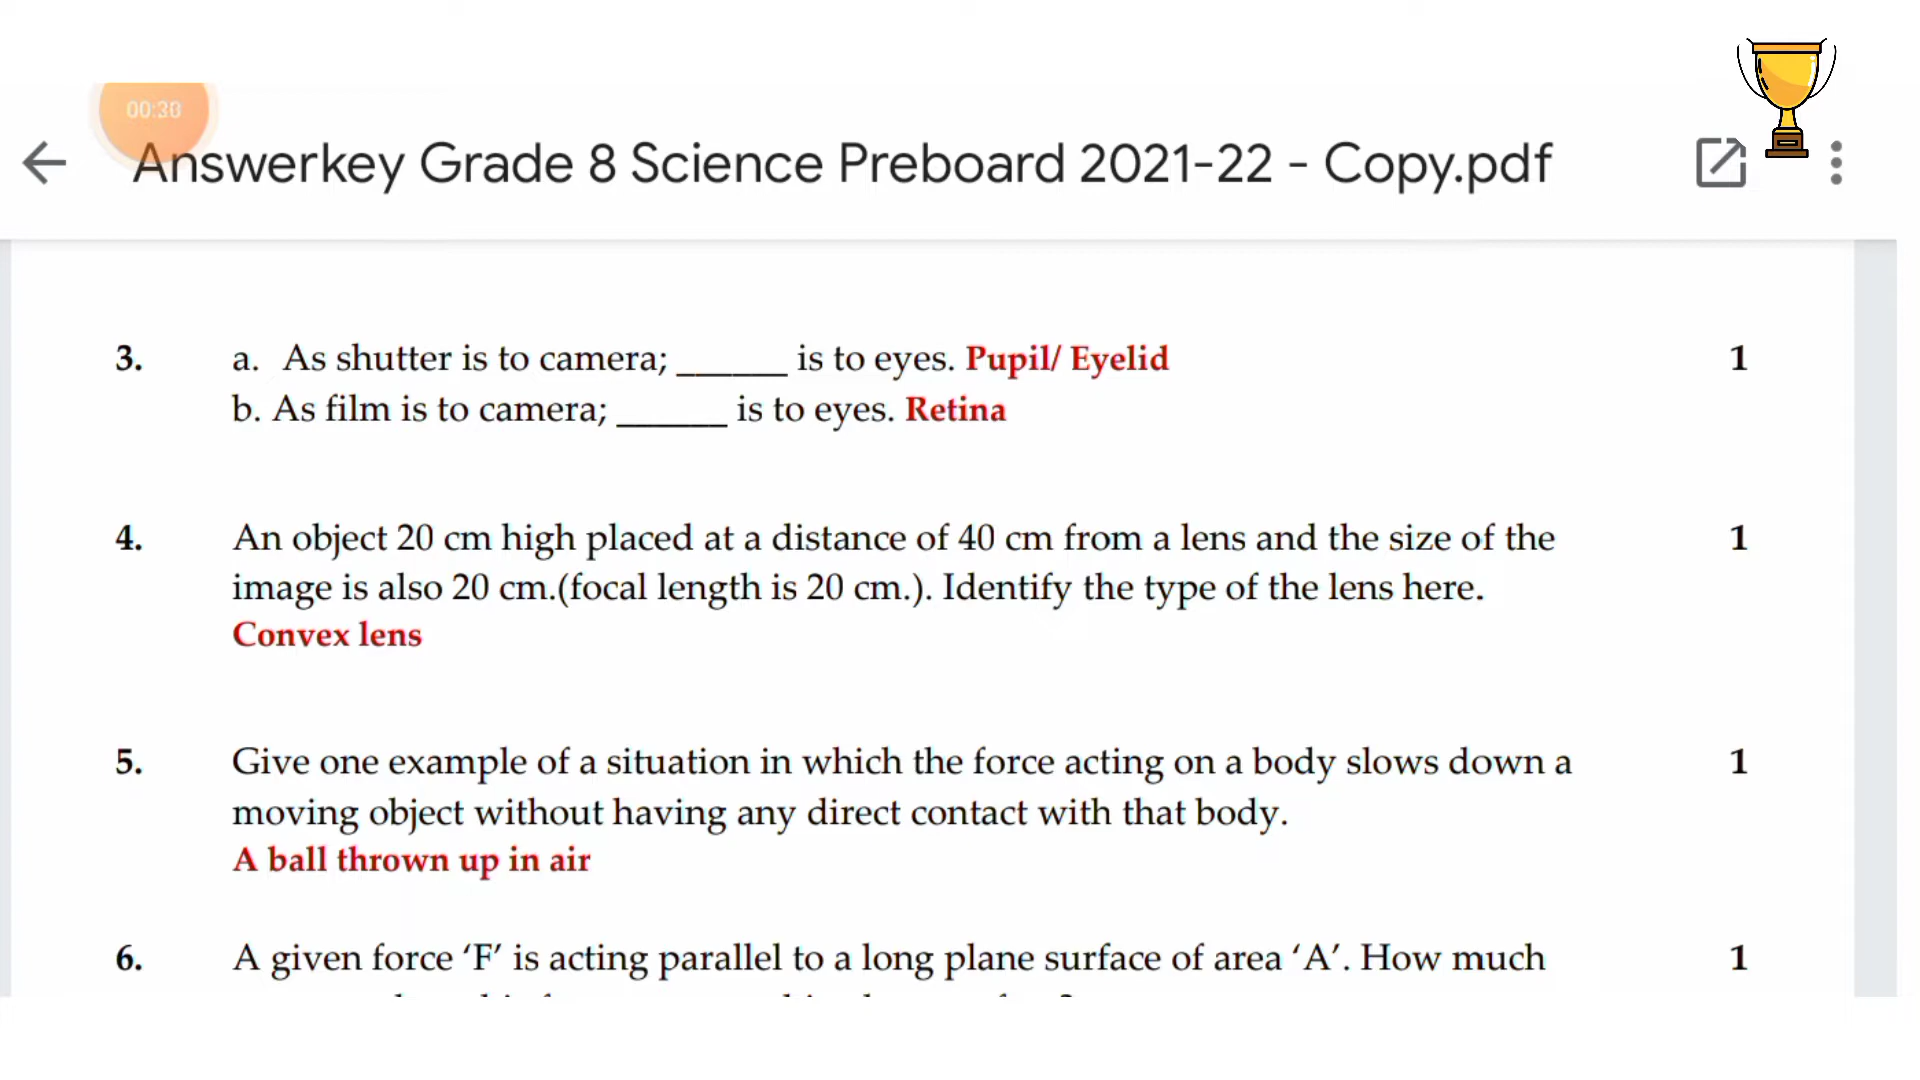 00:30
Answerkey Grade 8 Science Preboard 2021-22 - Copy.pdf
3. a. As shutter is to camera; ______ is to eyes. Pupil/ Eyelid 1
b. As film is to camera; ______ is to eyes. Retina
4. An object 20 cm high placed at a distance of 40 cm from a lens and the size of the 1
image is also 20 cm.(focal length is 20 cm.). Identify the type of the lens here.
Convex lens
5. Give one example of a situation in which the force acting on a body slows down a 1
moving object without having any direct contact with that body.
A ball thrown up in air
6. A given force ‘F’ is acting parallel to a long plane surface of area ‘A’. How much 1